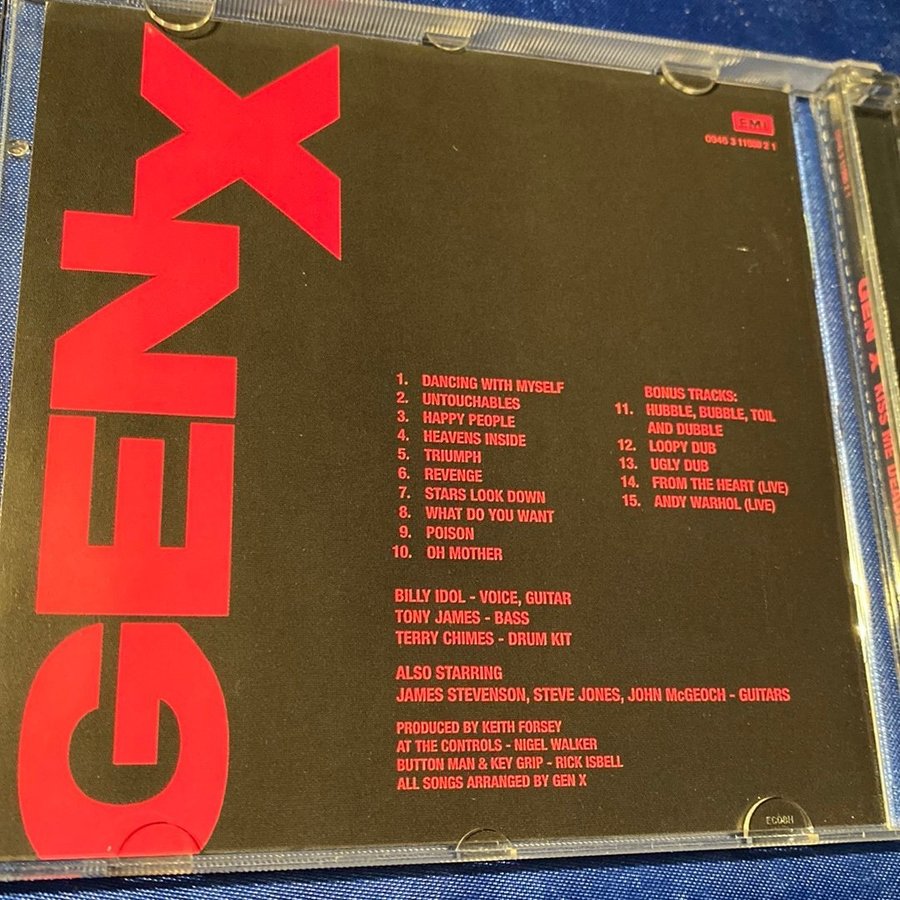 GEN X
EMI
1. DANCING WITH MYSELF
2. UNTOUCHABLES
3. HAPPY PEOPLE
4. HEAVENS INSIDE
5. TRIUMPH
6. REVENGE
7. STARS LOOK DOWN
8. WHAT DO YOU WANT
9. POISON
10. OH MOTHER
BONUS TRACKS:
11. HUBBLE, BUBBLE, TOIL
AND DUBBLE
12. LOOPY DUB
13. UGLY DUB
14. FROM THE HEART (LIVE)
15. ANDY WARHOL (LIVE)
BILLY IDOL - VOICE, GUITAR
TONY JAMES - BASS
TERRY CHIMES - DRUM KIT
ALSO STARRING
JAMES STEVENSON, STEVE JONES, JOHN McGEOCH - GUITARS
PRODUCED BY KEITH FORSEY
AT THE CONTROLS - NIGEL WALKER
BUTTON MAN & KEY GRIP - RICK ISBELL
ALL SONGS ARRANGED BY GEN X
GEN X KISS ME